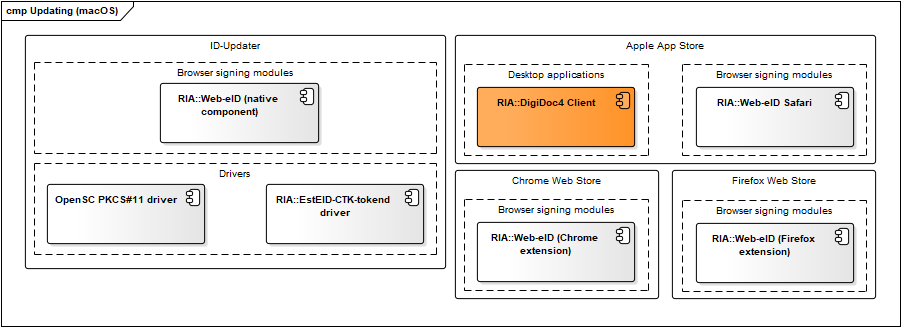 cmp Updating (macOS)
ID-Updater
Browser signing modules
RIA::Web-eID (native
component)
Drivers
OpenSC PKCS#11 driver
RIA::EstEID-CTK-tokend
driver
Apple App Store
Desktop applications
RIA::DigiDoc4 Client
Browser signing modules
RIA::Web-eID Safari
Chrome Web Store
Browser signing modules
RIA::Web-eID (Chrome
extension)
Firefox Web Store
Browser signing modules
RIA::Web-eID (Firefox
extension)